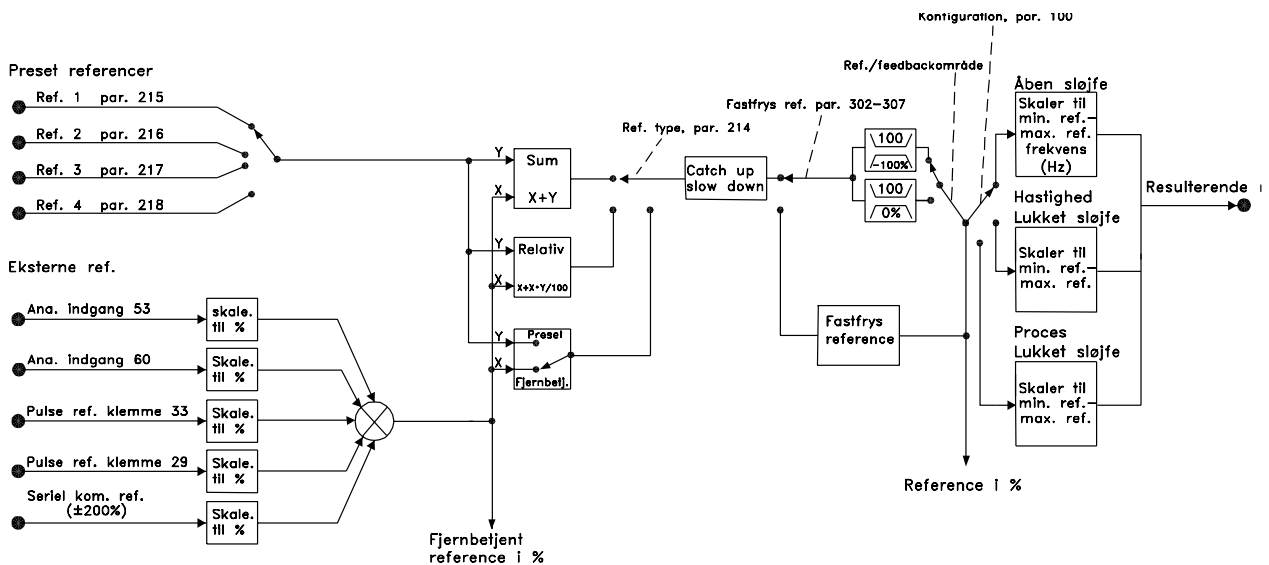 Konfiguration, par. 100
Ref./feedbackområde
Fastfrys ref. par. 302-307
Ref. type, par. 214
Preset referencer
Ref. 1 par. 215
Ref. 2 par. 216
Ref. 3 par. 217
Ref. 4 par. 218
Eksterne ref.
Ana. indgang 53
Ana. indgang 60
Pulse ref. klemme 33
Pulse ref. klemme 29
Seriel kom. ref.
(±200%)
skale.
til %
Skale.
til %
Skale.
til %
Skale.
til %
Skale.
til %
Fjernbetjent
reference i %
Y
Sum
X
X+Y
Y
Relativ
X
X+X*Y/100
Y
Preset
X
Fjernbetj.
Catch up
slow down
100
-100%
100
0%
Fastfrys
reference
Reference i %
Åben sløjfe
Skaler til
min. ref.-
max. ref.
frekvens
(Hz)
Hastighed
Lukket sløjfe
Skaler til
min. ref.-
max. ref.
Proces
Lukket sløjfe
Skaler til
min. ref.-
max. ref.
Resulterende